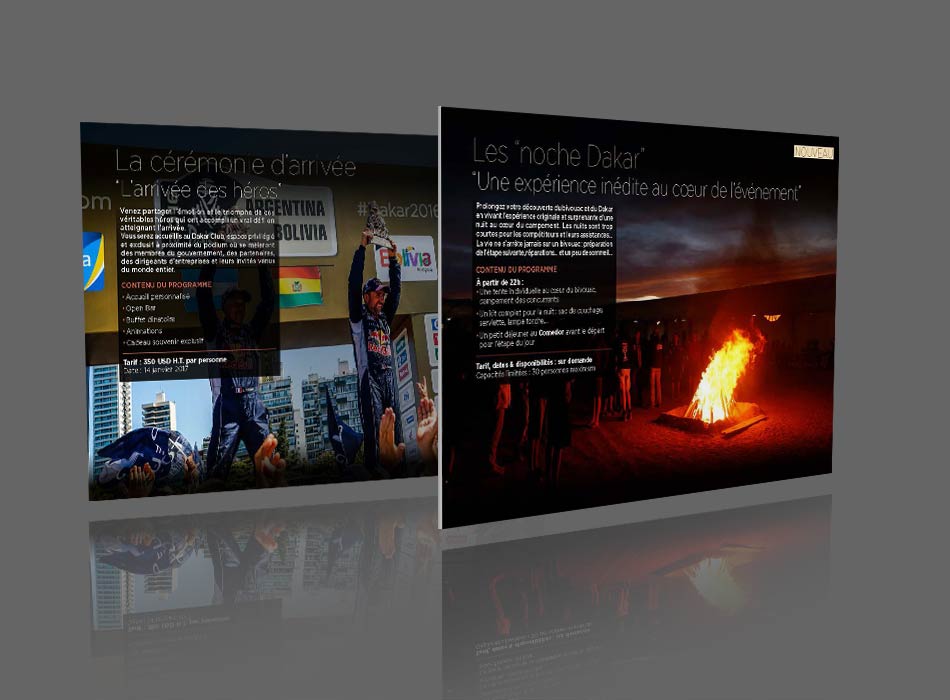 La cérémonie d'arrivée
"L'arrivée des héros"
Venez partager l'émotion et le triomphe de ces
véritables héros qui ont accompli un vrai défi en
atteignant l'arrivée.
Vous serez accueillis au Dakar Club, espace privilégié
et exclusif à proximité du podium où se mêleront
des membres du gouvernement, des partenaires,
des dirigeants d'entreprises et leurs invités venus
du monde entier.
CONTENU DU PROGRAMME
• Accueil personnalisé
• Open Bar
• Buffet dînatoire
• Animations
• Cadeau souvenir exclusif
Tarif : 350 USD H.T. par personne
Date : 14 janvier 2017
om
ARGENTINA
BOLIVIA
#Dakar2016
Bolivia
Red Bull
Les "noche Dakar"
NOUVEAU
"Une expérience inédite au cœur de l'événement"
Prolongez votre découverte du bivouac et du Dakar
en vivant l'expérience originale et surprenante d'une
nuit au cœur du campement. Les nuits sont trop
courtes pour les compétiteurs et leurs assistances...
La vie ne s'arrête jamais sur un bivouac : préparation
de l'étape suivante, réparations... et un peu de sommeil...
CONTENU DU PROGRAMME
À partir de 22h :
• Une tente individuelle au cœur du bivouac,
campement des concurrents
• Un kit complet pour la nuit : sac de couchage,
serviette, lampe torche...
• Un petit déjeuner au Comedor avant le départ
pour l'étape du jour
Tarif, dates & disponibilités : sur demande
Capacités limitées : 30 personnes maximum